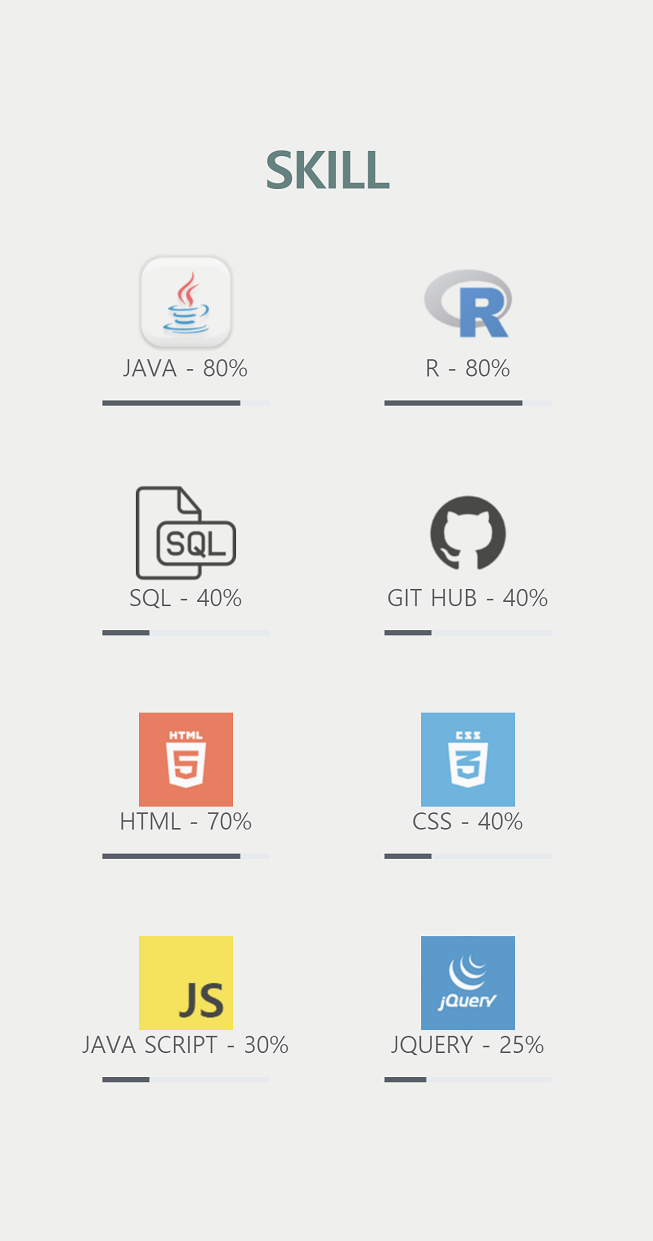 SKILL
JAVA - 80%
R
R - 80%
SQL
SQL - 40%
GIT HUB - 40%
HTML
5
HTML - 70%
CSS
3
CSS - 40%
JS
JAVA SCRIPT - 30%
jQuery
JQUERY - 25%